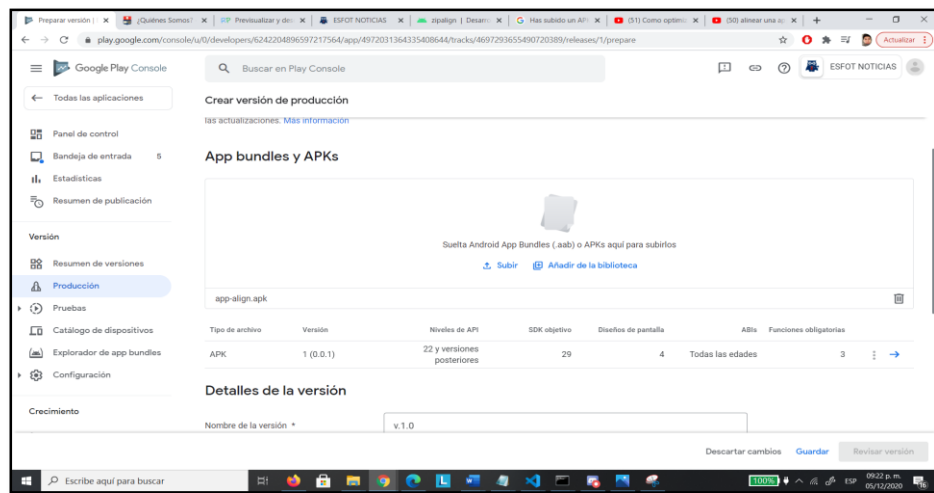 Preparar versión |
¿Quiénes Somos?
Previsualizar y de
ESFOT NOTICIAS
zipalign | Desarro
Has subido un AP
(51) Como optimi
(50) alinear una ap
play.google.com/console/u/0/developers/6242204896597217564/app/4972031364335408644/tracks/4697293655490720389/releases/1/prepare
Actualizar
Google Play Console
Buscar en Play Console
ESFOT NOTICIAS
Todas las aplicaciones
Crear versión de producción
las actualizaciones. Más información
Panel de control
Bandeja de entrada 5
Estadísticas
Resumen de publicación
Versión
Resumen de versiones
Producción
Pruebas
Catálogo de dispositivos
Explorador de app bundles
Configuración
Crecimiento
App bundles y APKs
Suelta Android App Bundles (.aab) o APKs aquí para subirlos
Subir Añadir de la biblioteca
app-align.apk
Tipo de archivo Versión Niveles de API SDK objetivo Diseños de pantalla ABIs Funciones obligatorias
APK 1 (0.0.1) 22 y versiones posteriores 29 4 Todas las edades 3
Detalles de la versión
Nombre de la versión * v.1.0
Descartar cambios Guardar Revisar versión
Escribe aquí para buscar
100%
ESP
09:22 p. m.
05/12/2020